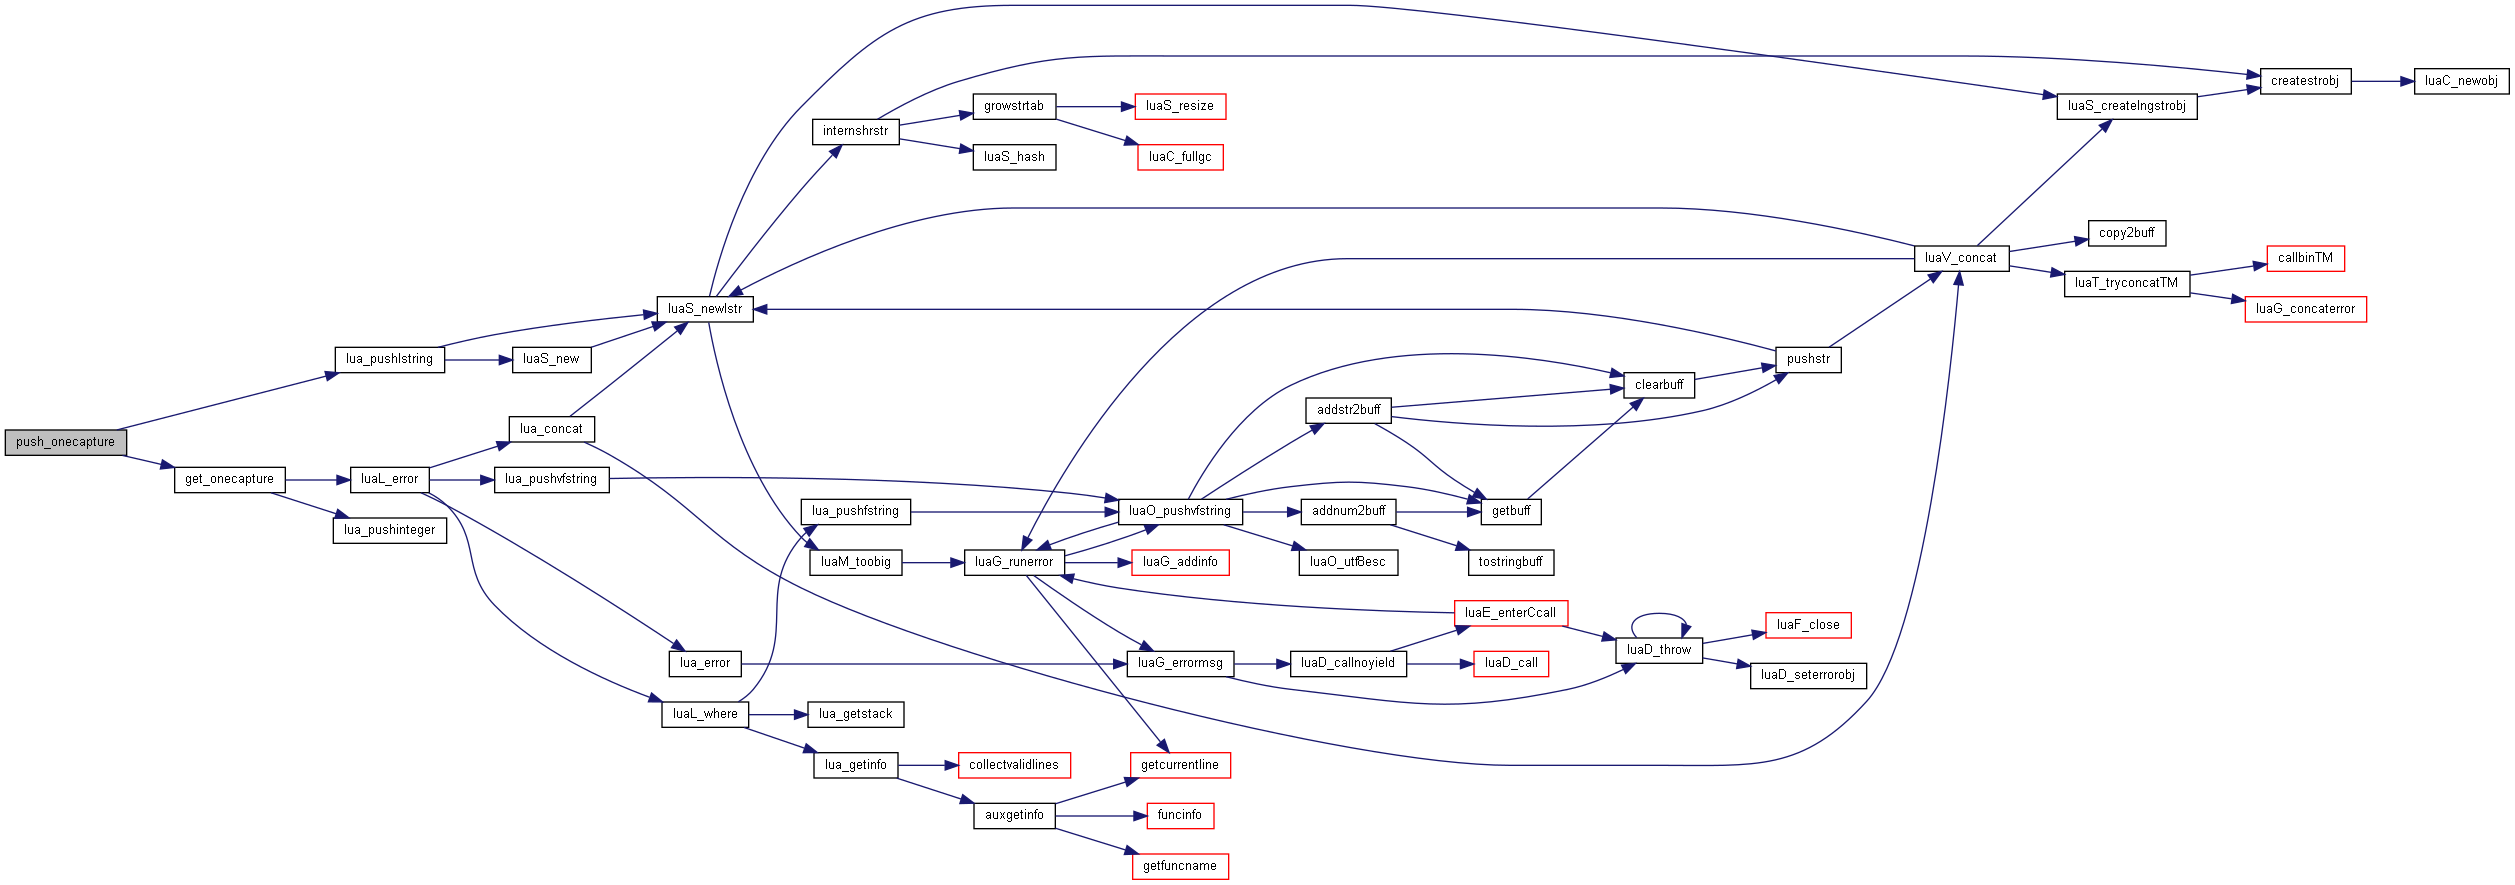 push_onecapture
lua_pushlstring
get_onecapture
luaS_new
luaL_error
lua_pushinteger
lua_concat
lua_pushvfstring
luaS_newlstr
lua_error
luaL_where
internshrstr
lua_pushfstring
luaM_toobig
lua_getstack
lua_getinfo
growstrtab
luaS_hash
luaG_runerror
collectvalidlines
auxgetinfo
luaS_resize
luaC_fullgc
luaO_pushvfstring
luaG_addinfo
luaG_errormsg
getcurrentline
funcinfo
getfuncname
addstr2buff
addnum2buff
luaO_utf8esc
luaD_callnoyield
getbuff
tostringbuff
luaE_enterCcall
luaD_call
clearbuff
luaD_throw
pushstr
luaF_close
luaD_seterrorobj
luaV_concat
luaS_createlngstrobj
copy2buff
luaT_tryconcatTM
createstrobj
callbinTM
luaG_concaterror
luaC_newobj